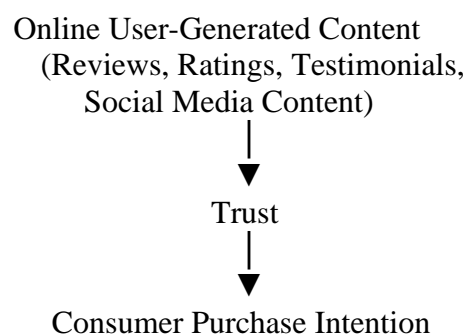 Online User-Generated Content
(Reviews, Ratings, Testimonials,
Social Media Content)
Trust
Consumer Purchase Intention